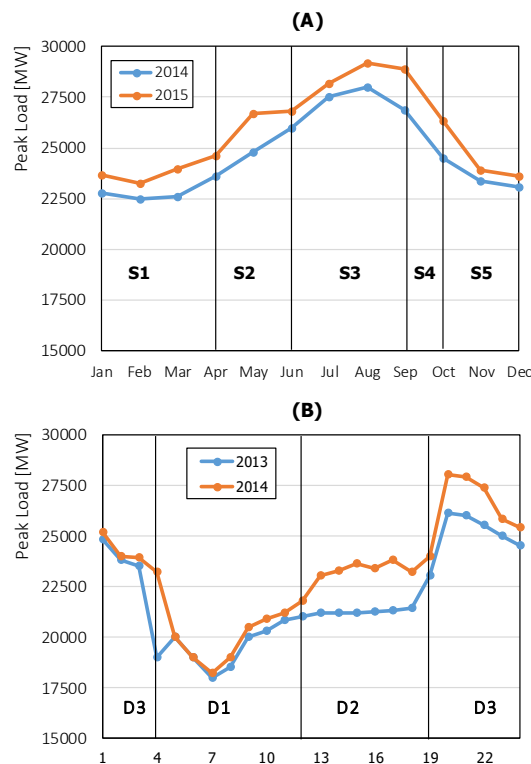 (A)
Peak Load [MW]
30000
27500
25000
22500
20000
17500
15000
2014
2015
S1 S2 S3 S4 S5
Jan Feb Mar Apr May Jun Jul Aug Sep Oct Nov Dec
(B)
Peak Load [MW]
30000
27500
25000
22500
20000
17500
15000
2013
2014
D3 D1 D2 D3
1 4 7 10 13 16 19 22